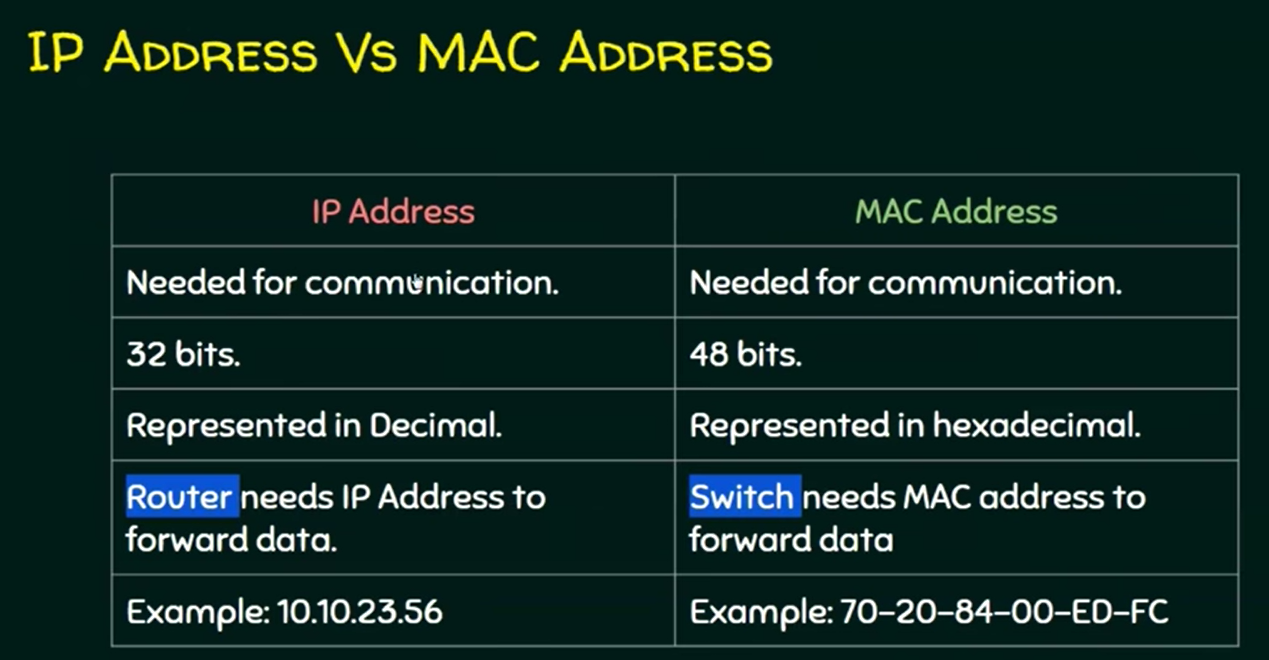 IP ADDRESS VS MAC ADDRESS
IP Address
MAC Address
Needed for communication.
Needed for communication.
32 bits.
48 bits.
Represented in Decimal.
Represented in hexadecimal.
Router needs IP Address to
forward data.
Switch needs MAC address to
forward data
Example: 10.10.23.56
Example: 70-20-84-00-ED-FC